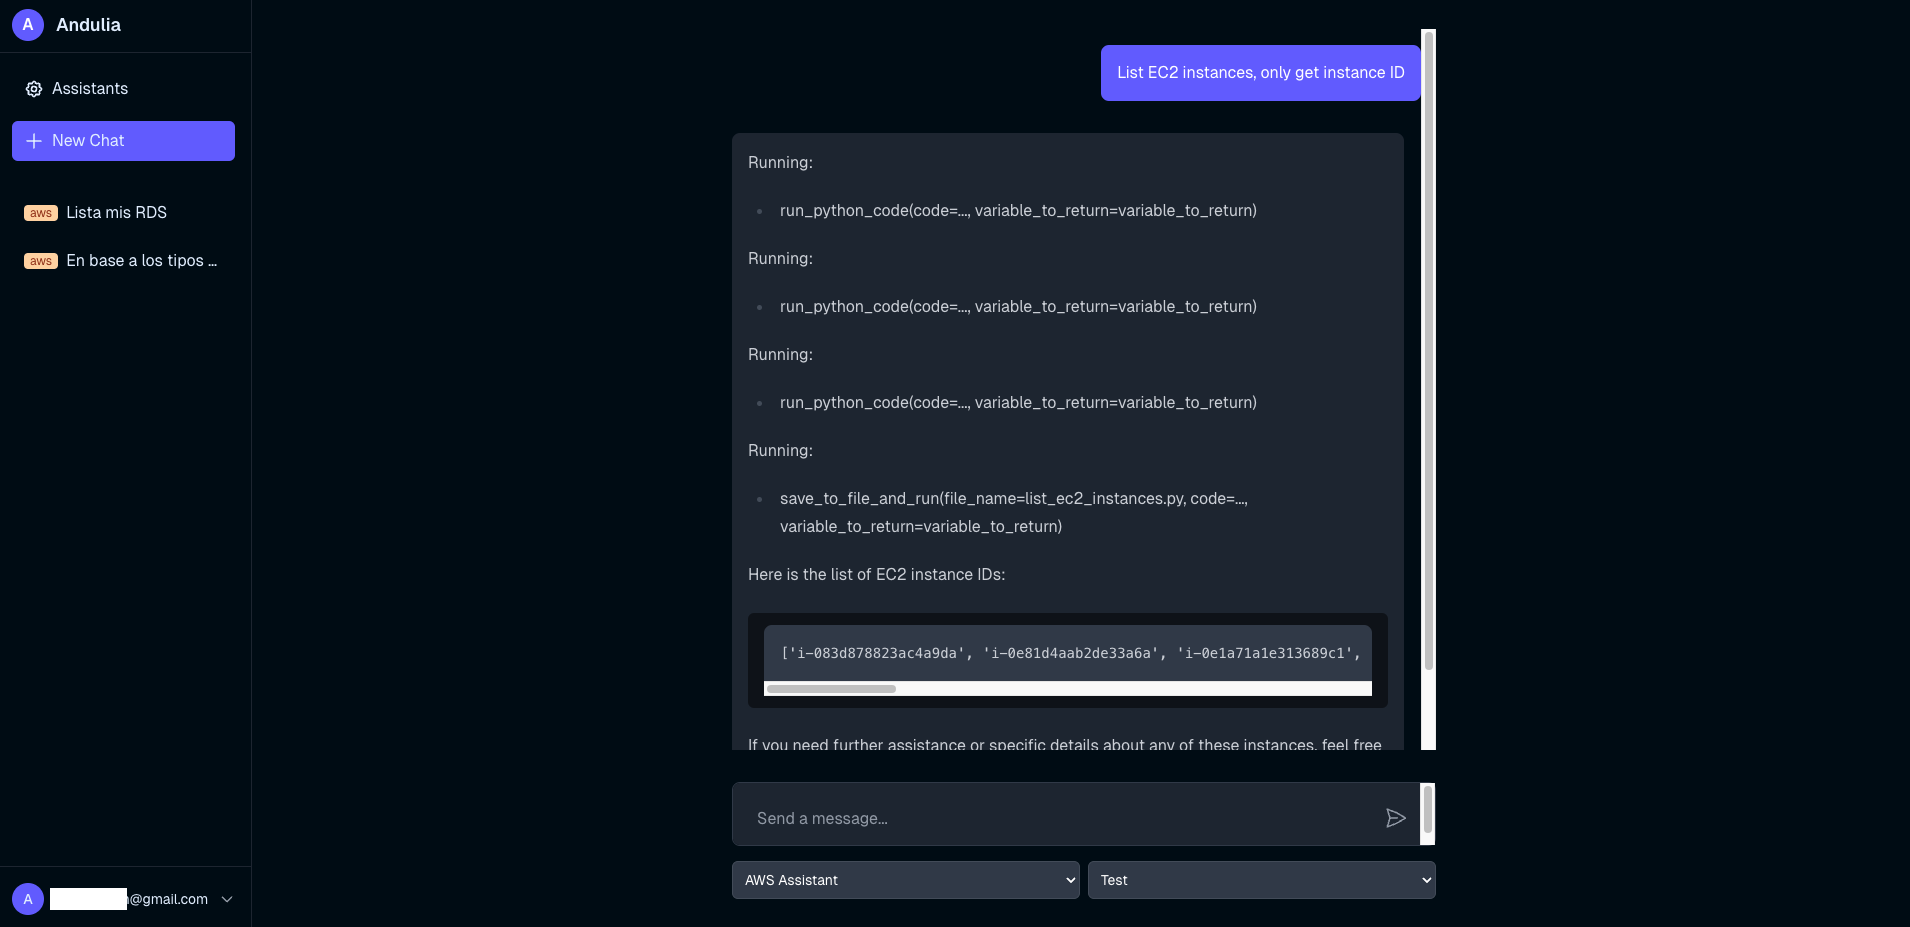 A Andulia
Assistants
New Chat
aws Lista mis RDS
aws En base a los tipos ...
A @gmail.com
List EC2 instances, only get instance ID
Running:
run_python_code(code=..., variable_to_return=variable_to_return)
Running:
run_python_code(code=..., variable_to_return=variable_to_return)
Running:
run_python_code(code=..., variable_to_return=variable_to_return)
Running:
save_to_file_and_run(file_name=list_ec2_instances.py, code=...,
variable_to_return=variable_to_return)
Here is the list of EC2 instance IDs:
['i-083d878823ac4a9da', 'i-0e81d4aab2de33a6a', 'i-0e1a71a1e313689c1',
If you need further assistance or specific details about any of these instances, feel free
Send a message...
AWS Assistant
Test